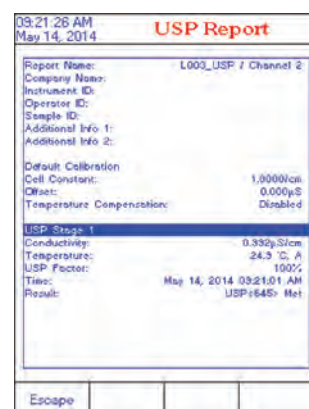 09:21:26 AM
May 14, 2014
USP Report
Report Name: L003_USP / Channel 2
Company Name:
Instrument ID:
Operator ID:
Sample ID:
Additional Info 1:
Additional Info 2:
Default Calibration
Cell Constant: 1.0000/cm
Offset: 0.000µS
Temperature Compensation: Disabled
USP Stage 1
Conductivity: 0.332µS/cm
Temperature: 24.9 °C, A
USP Factor: 100%
Time: May 14, 2014 09:21:01 AM
Result: USP<645> Met
Escape